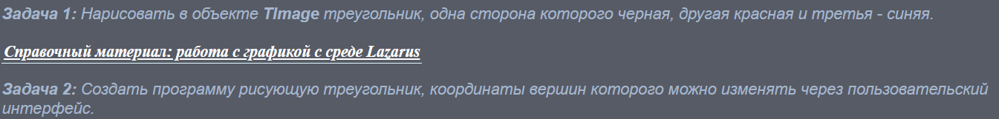 Задача 1: Нарисовать в объекте TImage треугольник, одна сторона которого черная, другая красная и третья - синяя.
Справочный материал: работа с графикой с среде Lazarus
Задача 2: Создать программу рисующую треугольник, координаты вершин которого можно изменять через пользовательский
интерфейс.